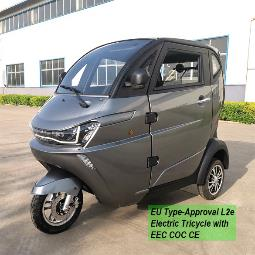 EU Type-Approval L2e
Electric Tricycle with
EEC COC CE